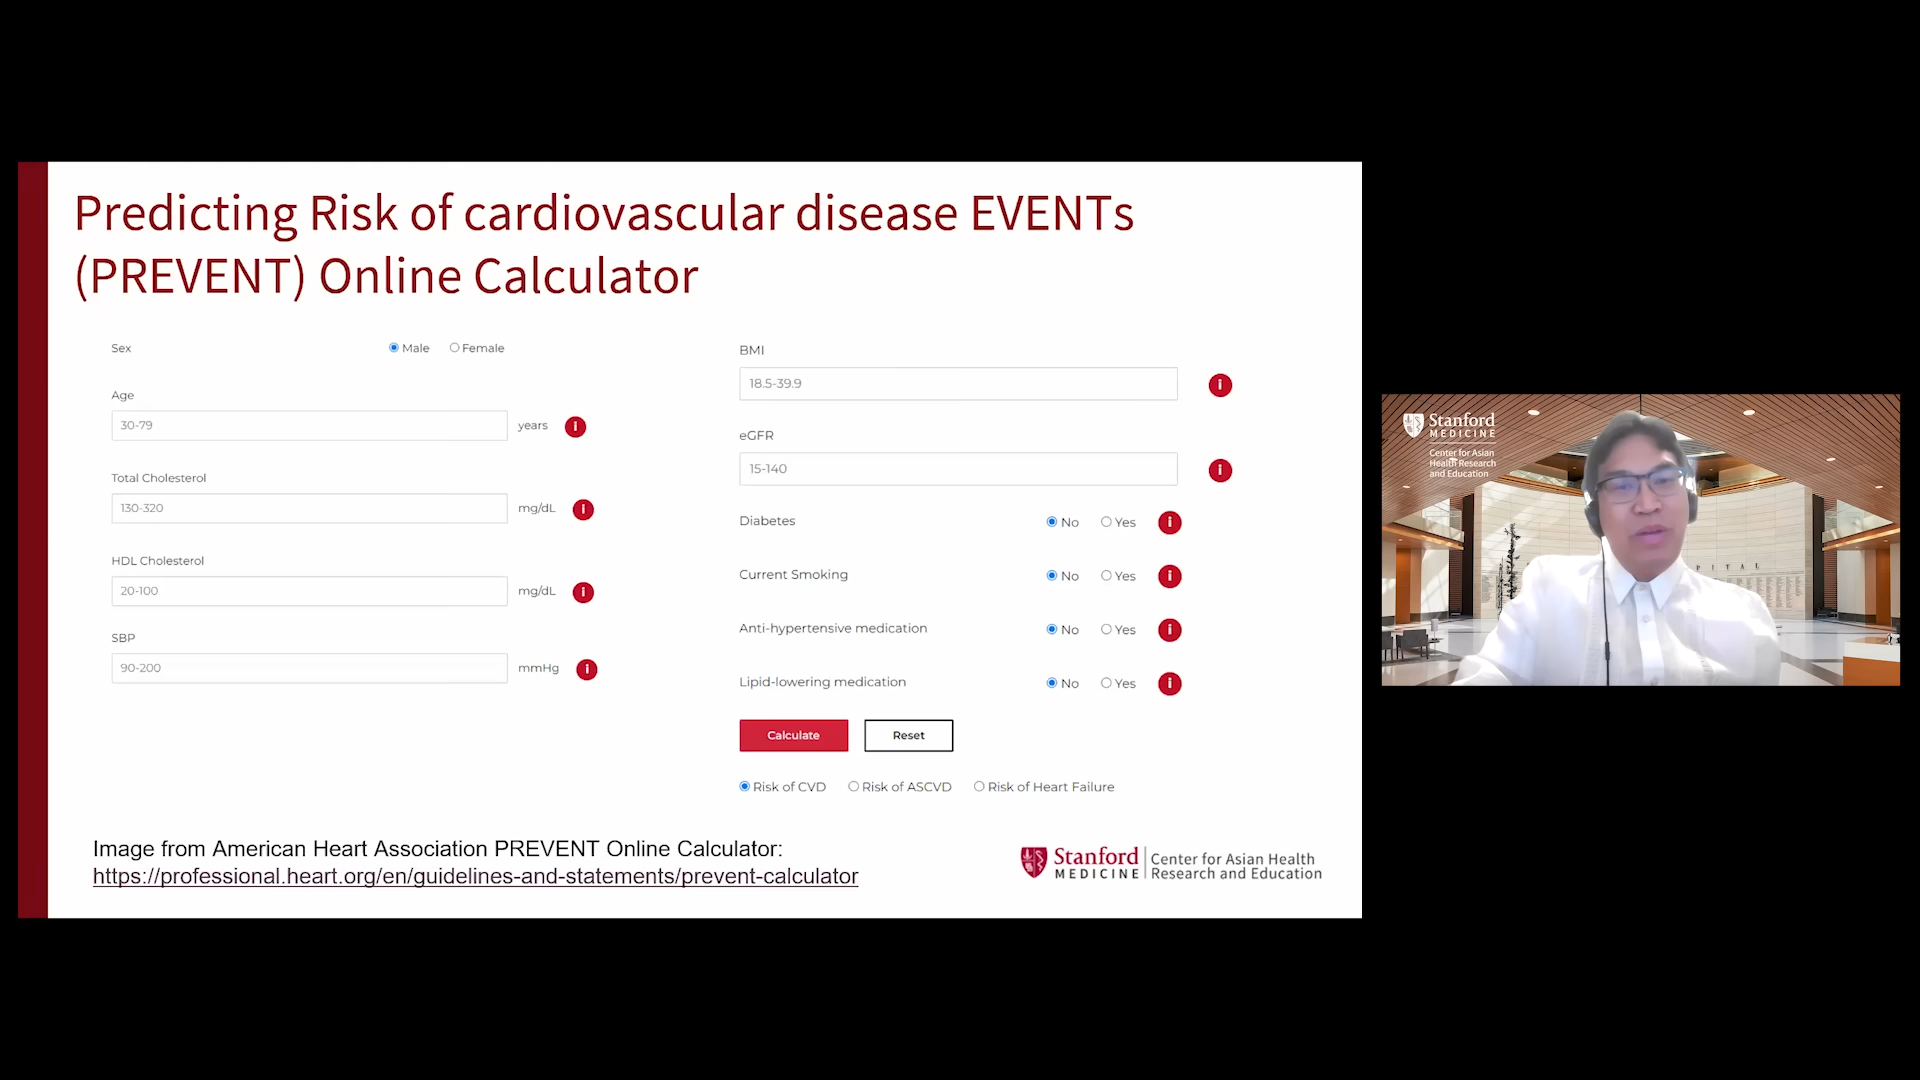 Predicting Risk of cardiovascular disease EVENTs
(PREVENT) Online Calculator
Sex
Male
Female
Age
30-79
years
i
Total Cholesterol
130-320
mg/dL
i
HDL Cholesterol
20-100
mg/dL
i
SBP
90-200
mmHg
i
BMI
18.5-39.9
i
eGFR
15-140
i
Diabetes
No
Yes
i
Current Smoking
No
Yes
i
Anti-hypertensive medication
No
Yes
i
Lipid-lowering medication
No
Yes
i
Calculate
Reset
Risk of CVD
Risk of ASCVD
Risk of Heart Failure
Image from American Heart Association PREVENT Online Calculator:
https://professional.heart.org/en/guidelines-and-statements/prevent-calculator
Stanford
MEDICINE
Center for Asian Health
Research and Education
Stanford
MEDICINE
Center for Asian
Health Research
and Education
PITAL